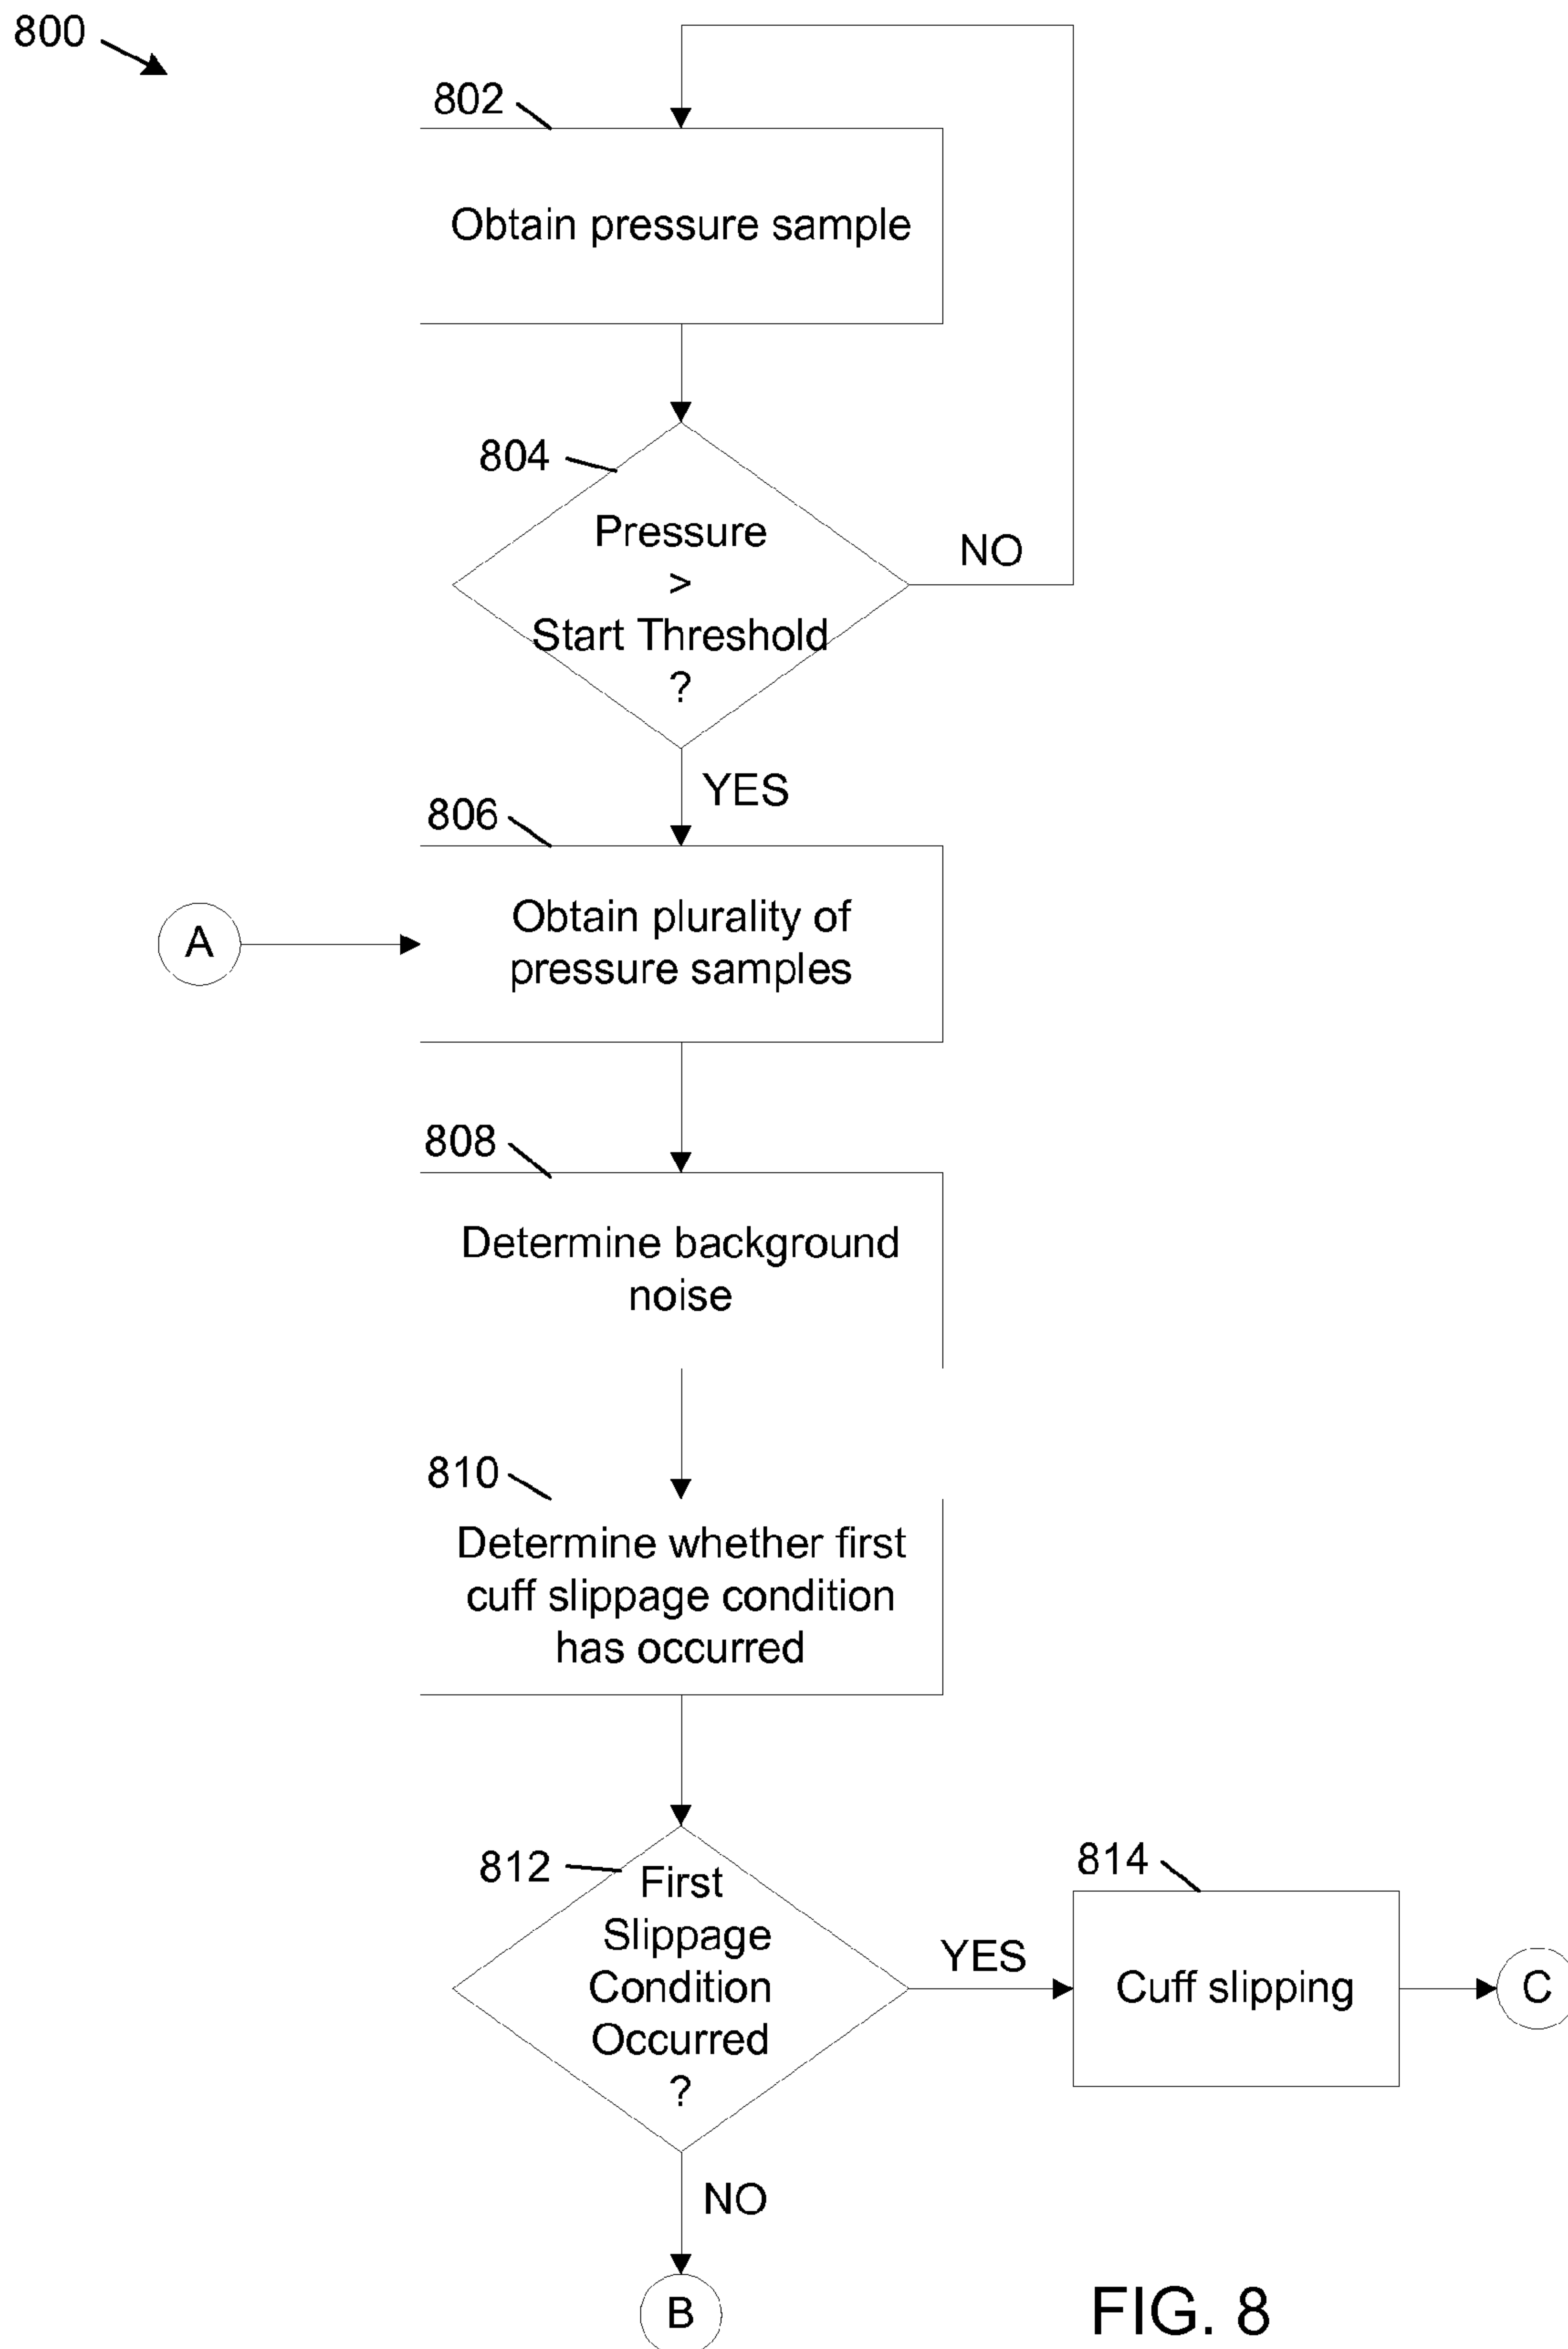 800
802
Obtain pressure sample
804
Pressure
>
Start Threshold
?
NO
YES
806
A
Obtain plurality of
pressure samples
808
Determine background
noise
810
Determine whether first
cuff slippage condition
has occurred
812
First
Slippage
Condition
Occurred
?
YES
814
Cuff slipping
C
NO
B
FIG. 8